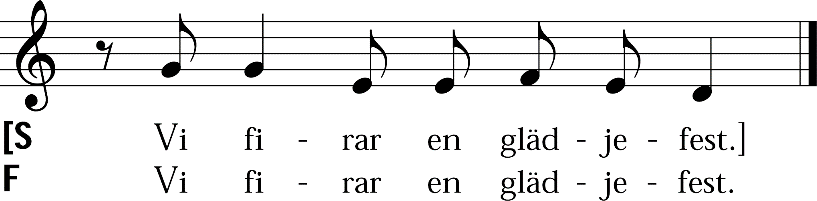 [S Vi fi - rar en gläd - je - fest.]
F Vi fi - rar en gläd - je - fest.